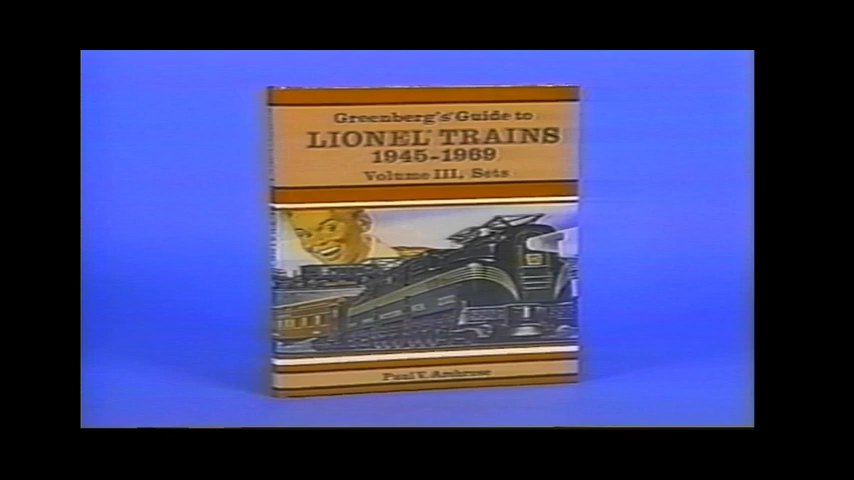 Greenberg's Guide to
LIONEL TRAINS
1945-1969
Volume III, Sets
Paul V. Ambrose